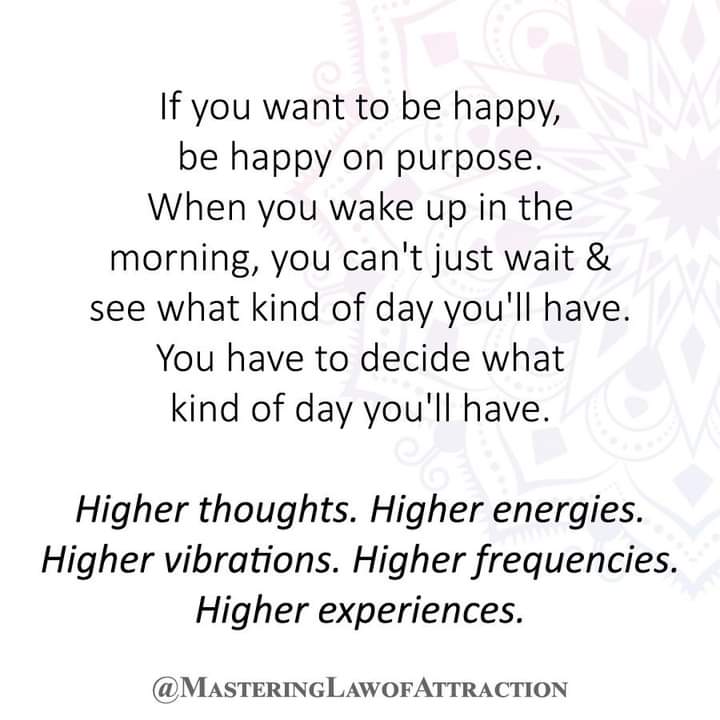 If you want to be happy,
be happy on purpose.
When you wake up in the
morning, you can't just wait &
see what kind of day you'll have.
You have to decide what
kind of day you'll have.
Higher thoughts. Higher energies.
Higher vibrations. Higher frequencies.
Higher experiences.
@MasteringLawofAttraction